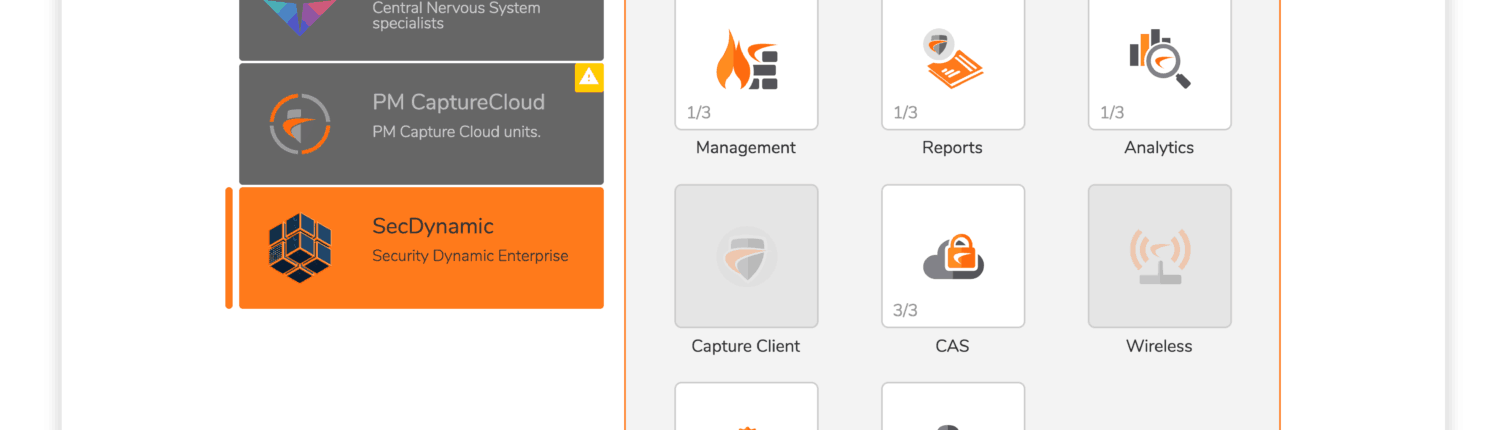 Central Nervous System
specialists
PM CaptureCloud
PM Capture Cloud units.
SecDynamic
Security Dynamic Enterprise
1/3
1/3
1/3
Management
Reports
Analytics
3/3
Capture Client
CAS
Wireless